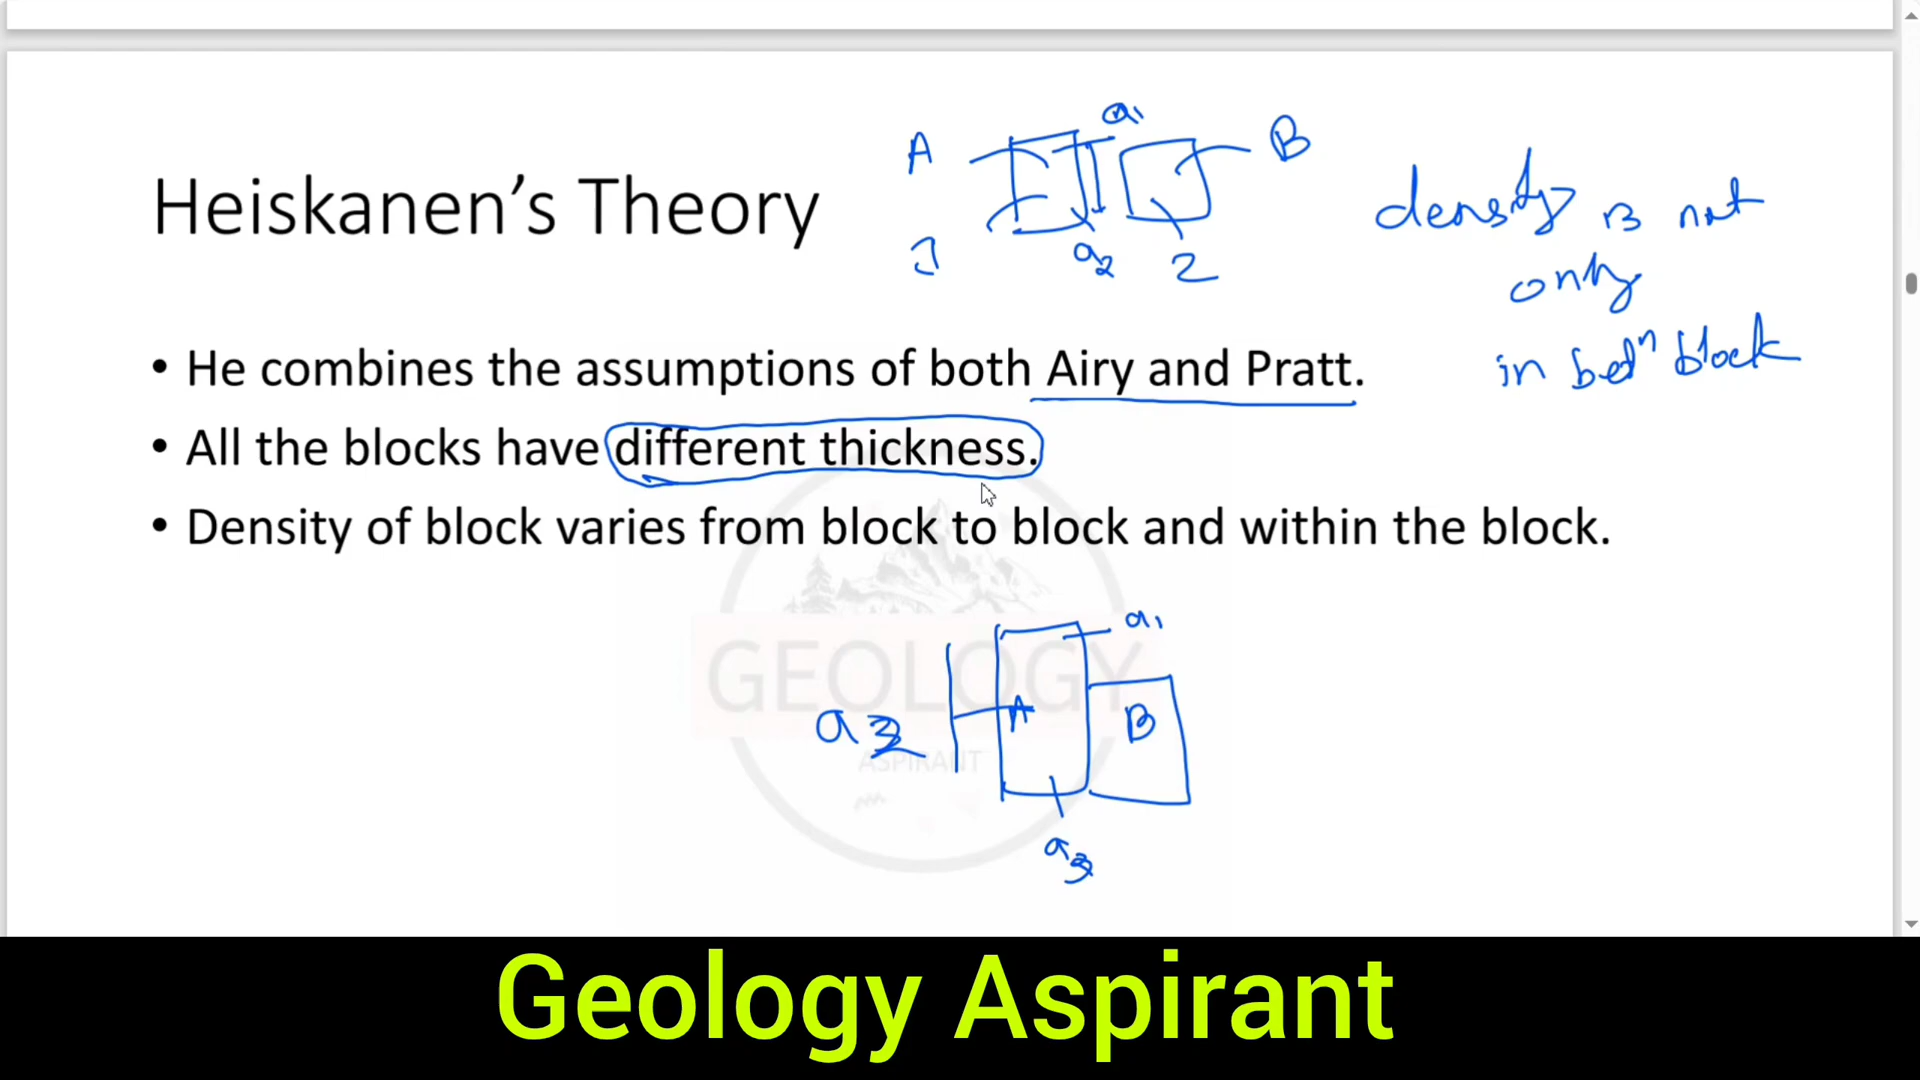 a₁
A
B
Heiskanen’s Theory
density is not
a₂
2
only
• He combines the assumptions of both Airy and Pratt.
in betⁿ block
• All the blocks have different thickness.
• Density of block varies from block to block and within the block.
a₁
GEOLOGY
A
B
a
ASPIRANT
a₃
Geology Aspirant